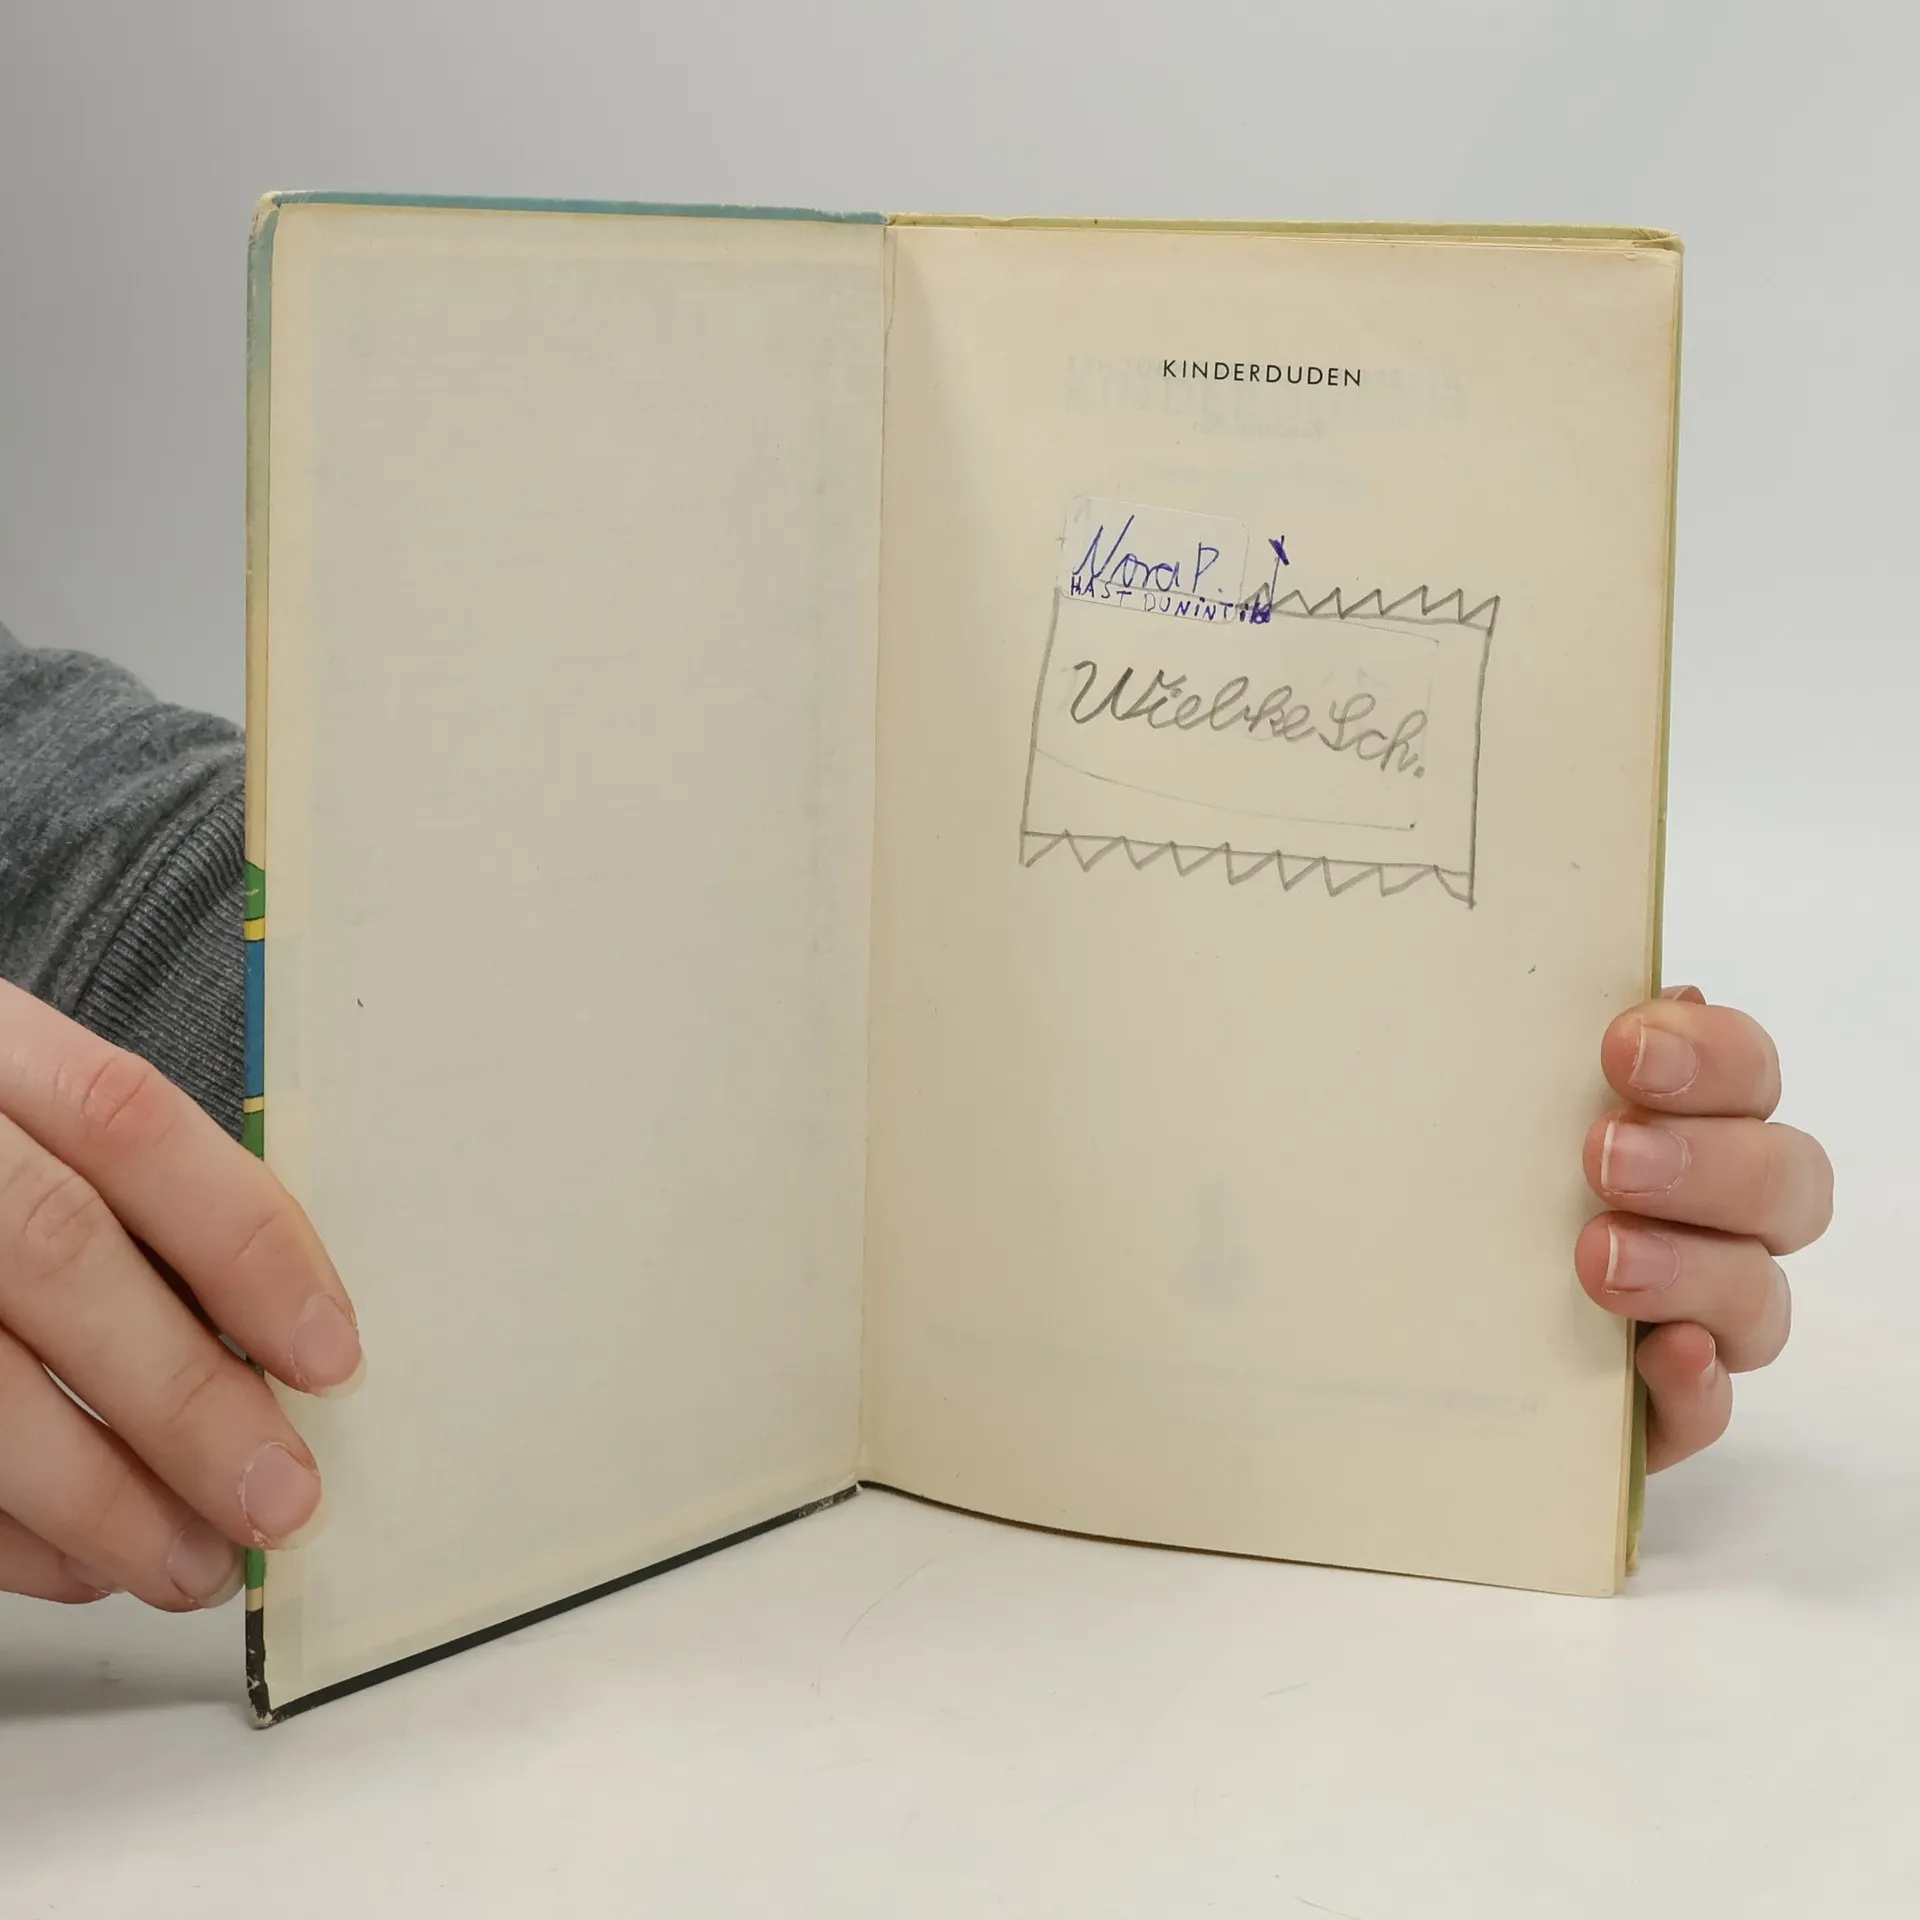 KINDERDUDEN
Nora P.
HAST DU NINT
Wiebke Sch.